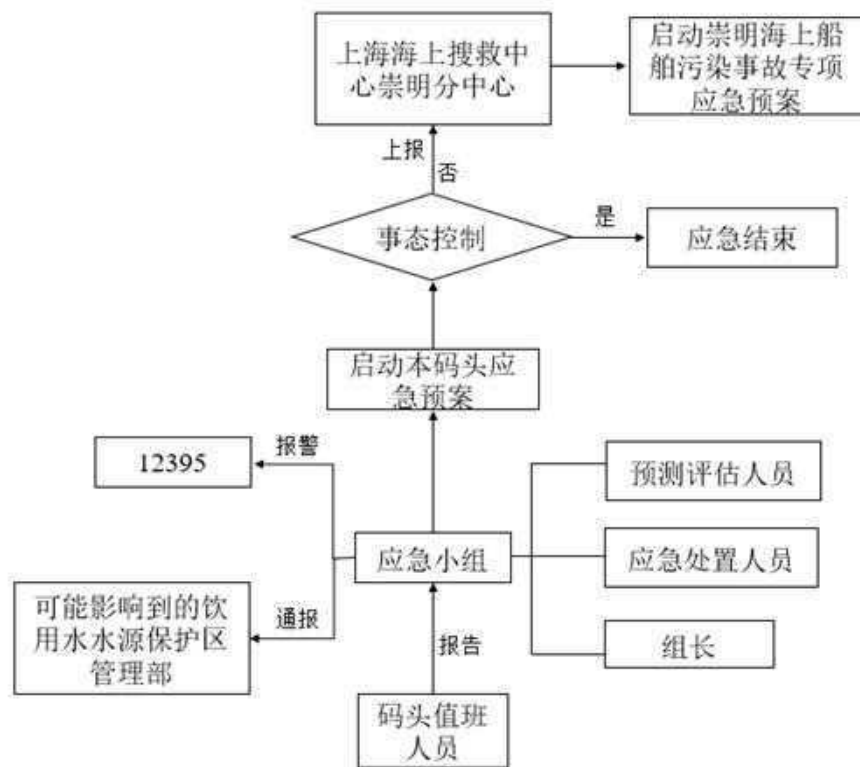 上海海上搜救中
心崇明分中心
启动崇明海上船
舶污染事故专项
应急预案
上报
否
事态控制
是
应急结束
启动本码头应
急预案
报警
12395
预测评估人员
应急小组
应急处置人员
可能影响到的饮
用水水源保护区
管理部
通报
报告
组长
码头值班
人员